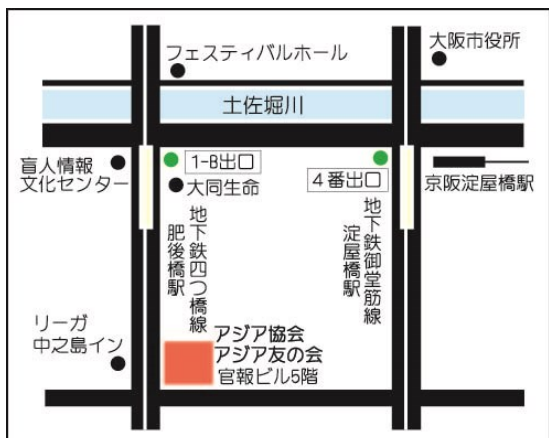 フェスティバルホール
大阪市役所
土佐堀川
盲人情報
文化センター
1-B出口
大同生命
4番出口
京阪淀屋橋駅
地下鉄四つ橋線
肥後橋駅
地下鉄御堂筋線
淀屋橋駅
リーガ
中之島イン
アジア協会
アジア友の会
官報ビル5階